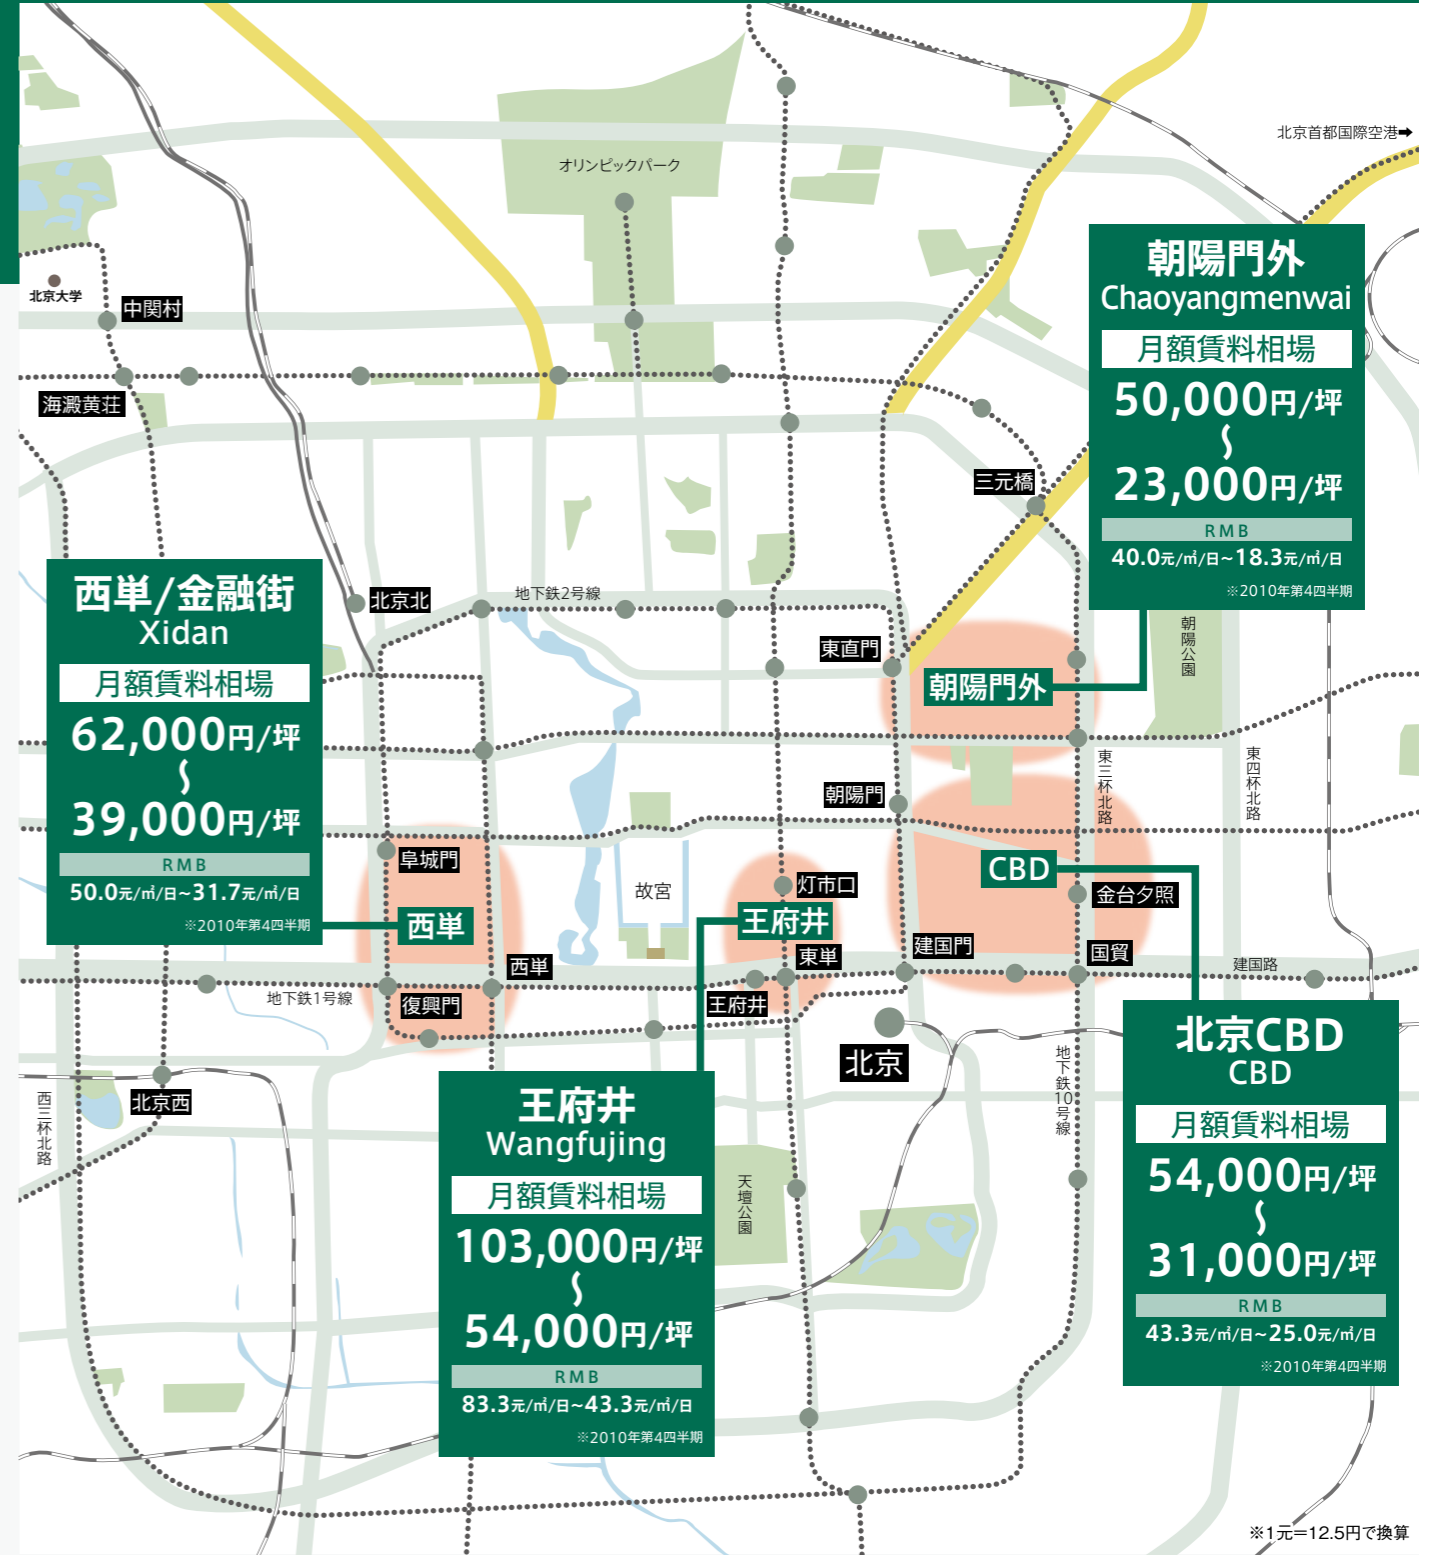 北京首都国際空港➡
オリンピックパーク
北京大学
中関村
海澱黄荘
三元橋
朝陽門外
Chaoyangmenwai
月額賃料相場
50,000円/坪
～
23,000円/坪
RMB
40.0元/㎡/日~18.3元/㎡/日
※2010年第4四半期
西単/金融街
Xidan
月額賃料相場
62,000円/坪
～
39,000円/坪
RMB
50.0元/㎡/日~31.7元/㎡/日
※2010年第4四半期
北京北
地下鉄2号線
東直門
朝陽門外
朝陽公園
東三杯北路
東四杯北路
朝陽門
阜城門
故宮
灯市口
CBD
金台夕照
西単
王府井
西単
東単
建国門
国貿
建国路
地下鉄1号線
復興門
王府井
北京
地下鉄10号線
北京西
西三杯北路
天壇公園
王府井
Wangfujing
月額賃料相場
103,000円/坪
～
54,000円/坪
RMB
83.3元/㎡/日~43.3元/㎡/日
※2010年第4四半期
北京CBD
CBD
月額賃料相場
54,000円/坪
～
31,000円/坪
RMB
43.3元/㎡/日~25.0元/㎡/日
※2010年第4四半期
※1元=12.5円で換算